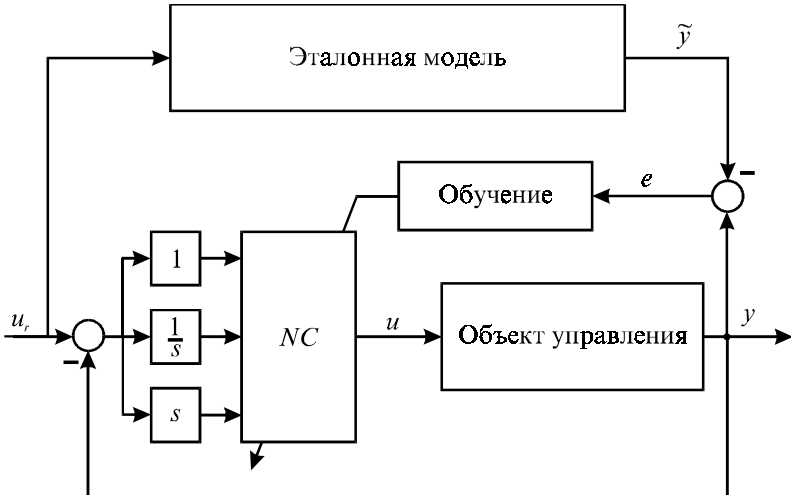 Эталонная модель
ỹ
Обучение
e
−
1
u_r
1/s
NC
u
Объект управления
y
−
s